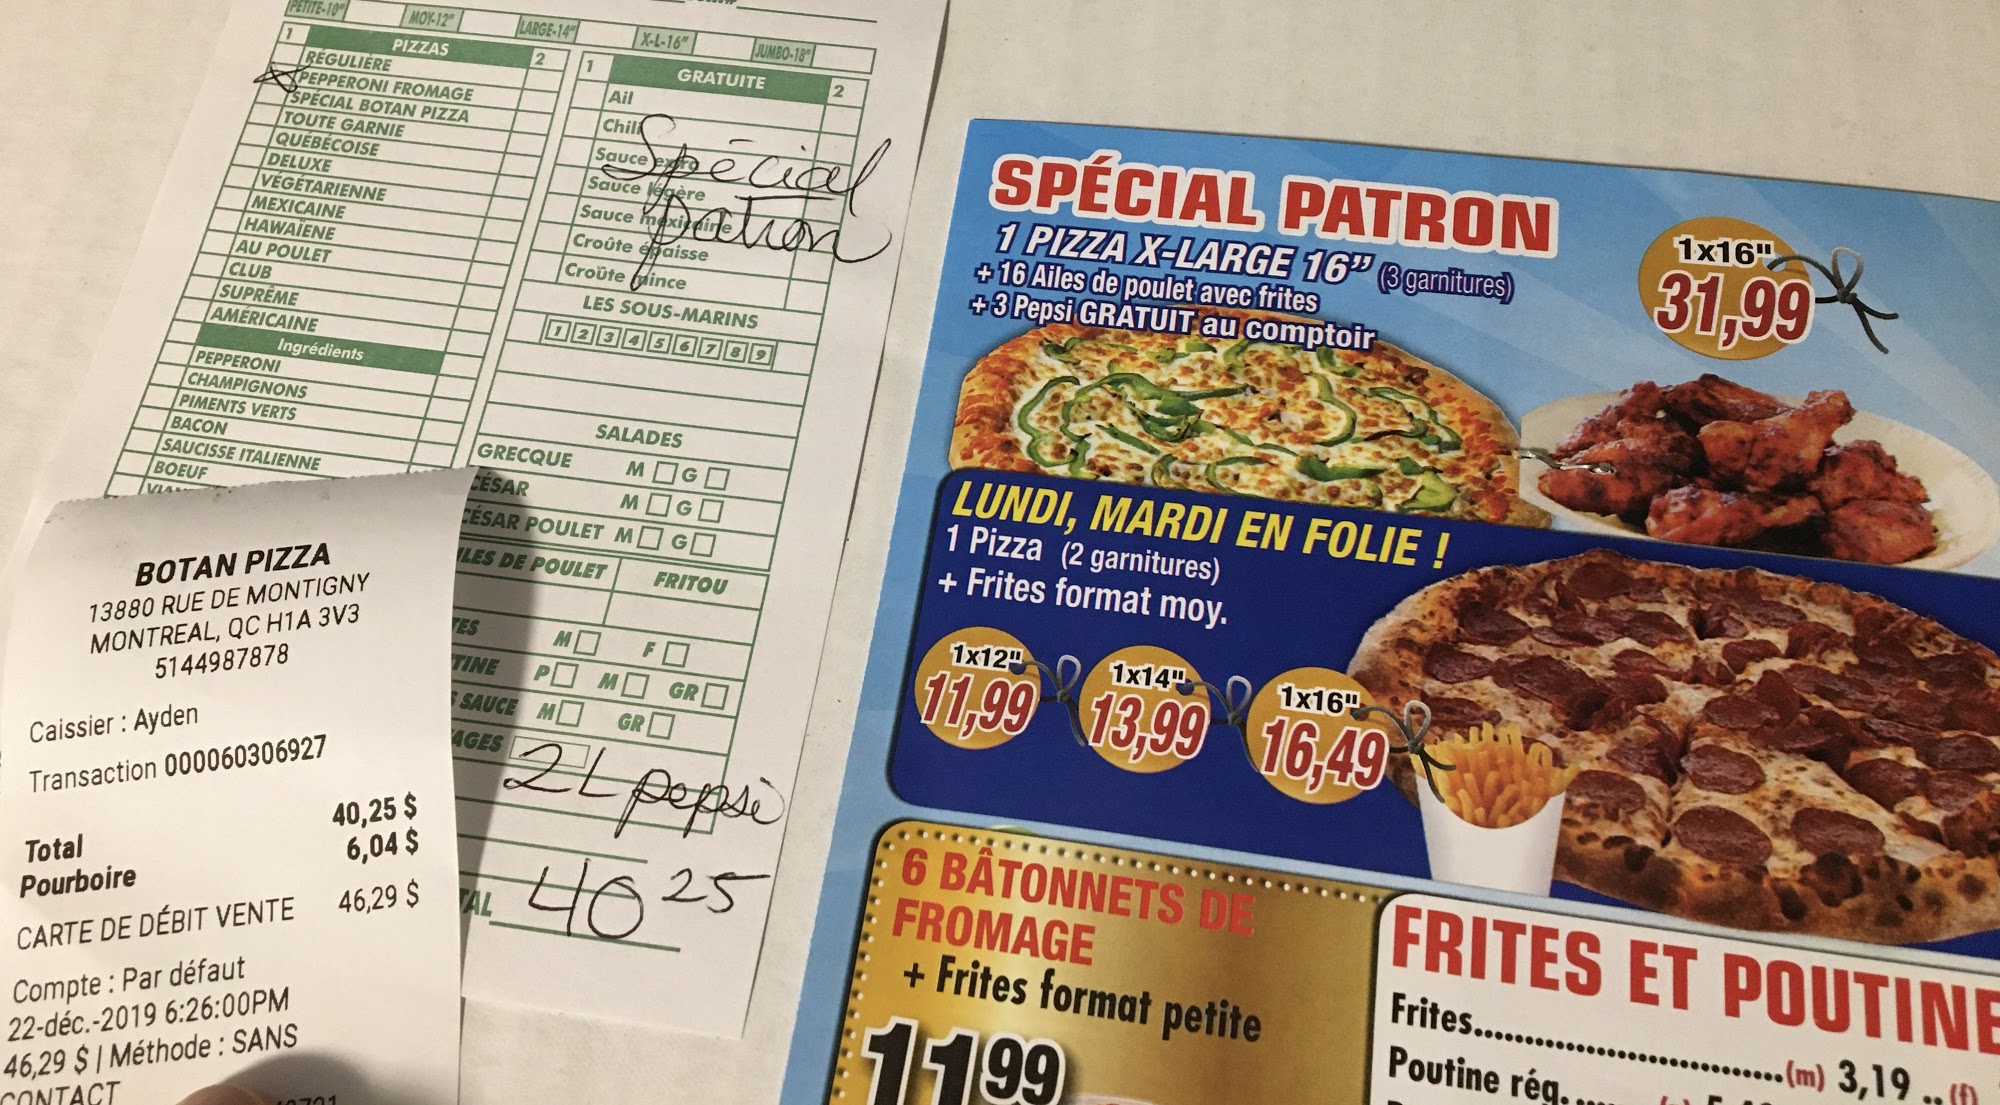 PETITE-10" MOY-12" LARGE-14" X-L-16" JUMBO-18"
1 PIZZAS 2
RÉGULIÉRE
PEPPERONI FROMAGE
SPÉCIAL BOTAN PIZZA
TOUTE GARNIE
QUÉBÉCOISE
DELUXE
VÉGÉTARIENNE
MEXICAINE
HAWAÏENE
AU POULET
CLUB
SUPRÊME
AMÉRICAINE
Ingrédients
PEPPERONI
CHAMPIGNONS
PIMENTS VERTS
BACON
SAUCISSE ITALIENNE
BOEUF
1 GRATUITE 2
Ail
Chili
Sauce extra
Sauce légère
Sauce mexicaine
Croûte épaisse
Croûte mince
Spécial
patron
LES SOUS-MARINS
1 2 3 4 5 6 7 8 9
SALADES
GRECQUE M G
CÉSAR M G
CÉSAR POULET M G
ILES DE POULET FRITOU
TES M F
TINE P M GR
SAUCE M GR
AGES
2L pepsi
TAL 40 25
BOTAN PIZZA
13880 RUE DE MONTIGNY
MONTREAL, QC H1A 3V3
5144987878
Caissier : Ayden
Transaction 000060306927
Total 40,25 $
Pourboire 6,04 $
CARTE DE DÉBIT VENTE 46,29 $
Compte : Par défaut
22-déc.-2019 6:26:00PM
46,29 $ | Méthode : SANS
CONTACT
SPÉCIAL PATRON
1 PIZZA X-LARGE 16" (3 garnitures)
+ 16 Ailes de poulet avec frites
+ 3 Pepsi GRATUIT au comptoir
1x16"
31,99
LUNDI, MARDI EN FOLIE !
1 Pizza (2 garnitures)
+ Frites format moy.
1x12"
11,99
1x14"
13,99
1x16"
16,49
6 BÂTONNETS DE
FROMAGE
+ Frites format petite
11 99
FRITES ET POUTINE
Frites (m) 3,19 .. (f)
Poutine rég.